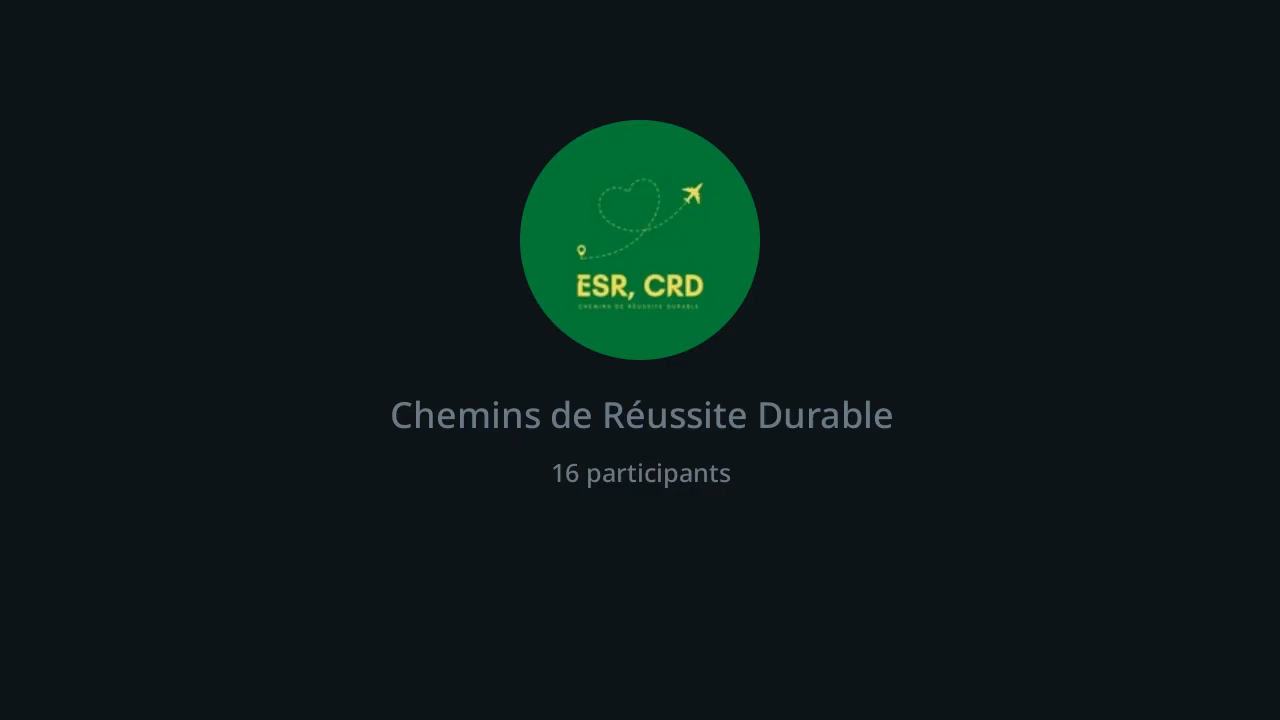 ESR, CRD
CHEMINS DE RÉUSSITE DURABLE
Chemins de Réussite Durable
16 participants